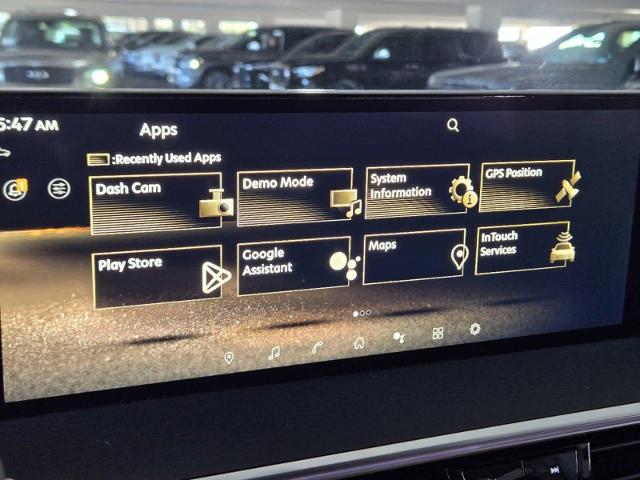 5:47 AM
Apps
:Recently Used Apps
Dash Cam
Demo Mode
System
Information
GPS Position
Play Store
Google
Assistant
Maps
InTouch
Services